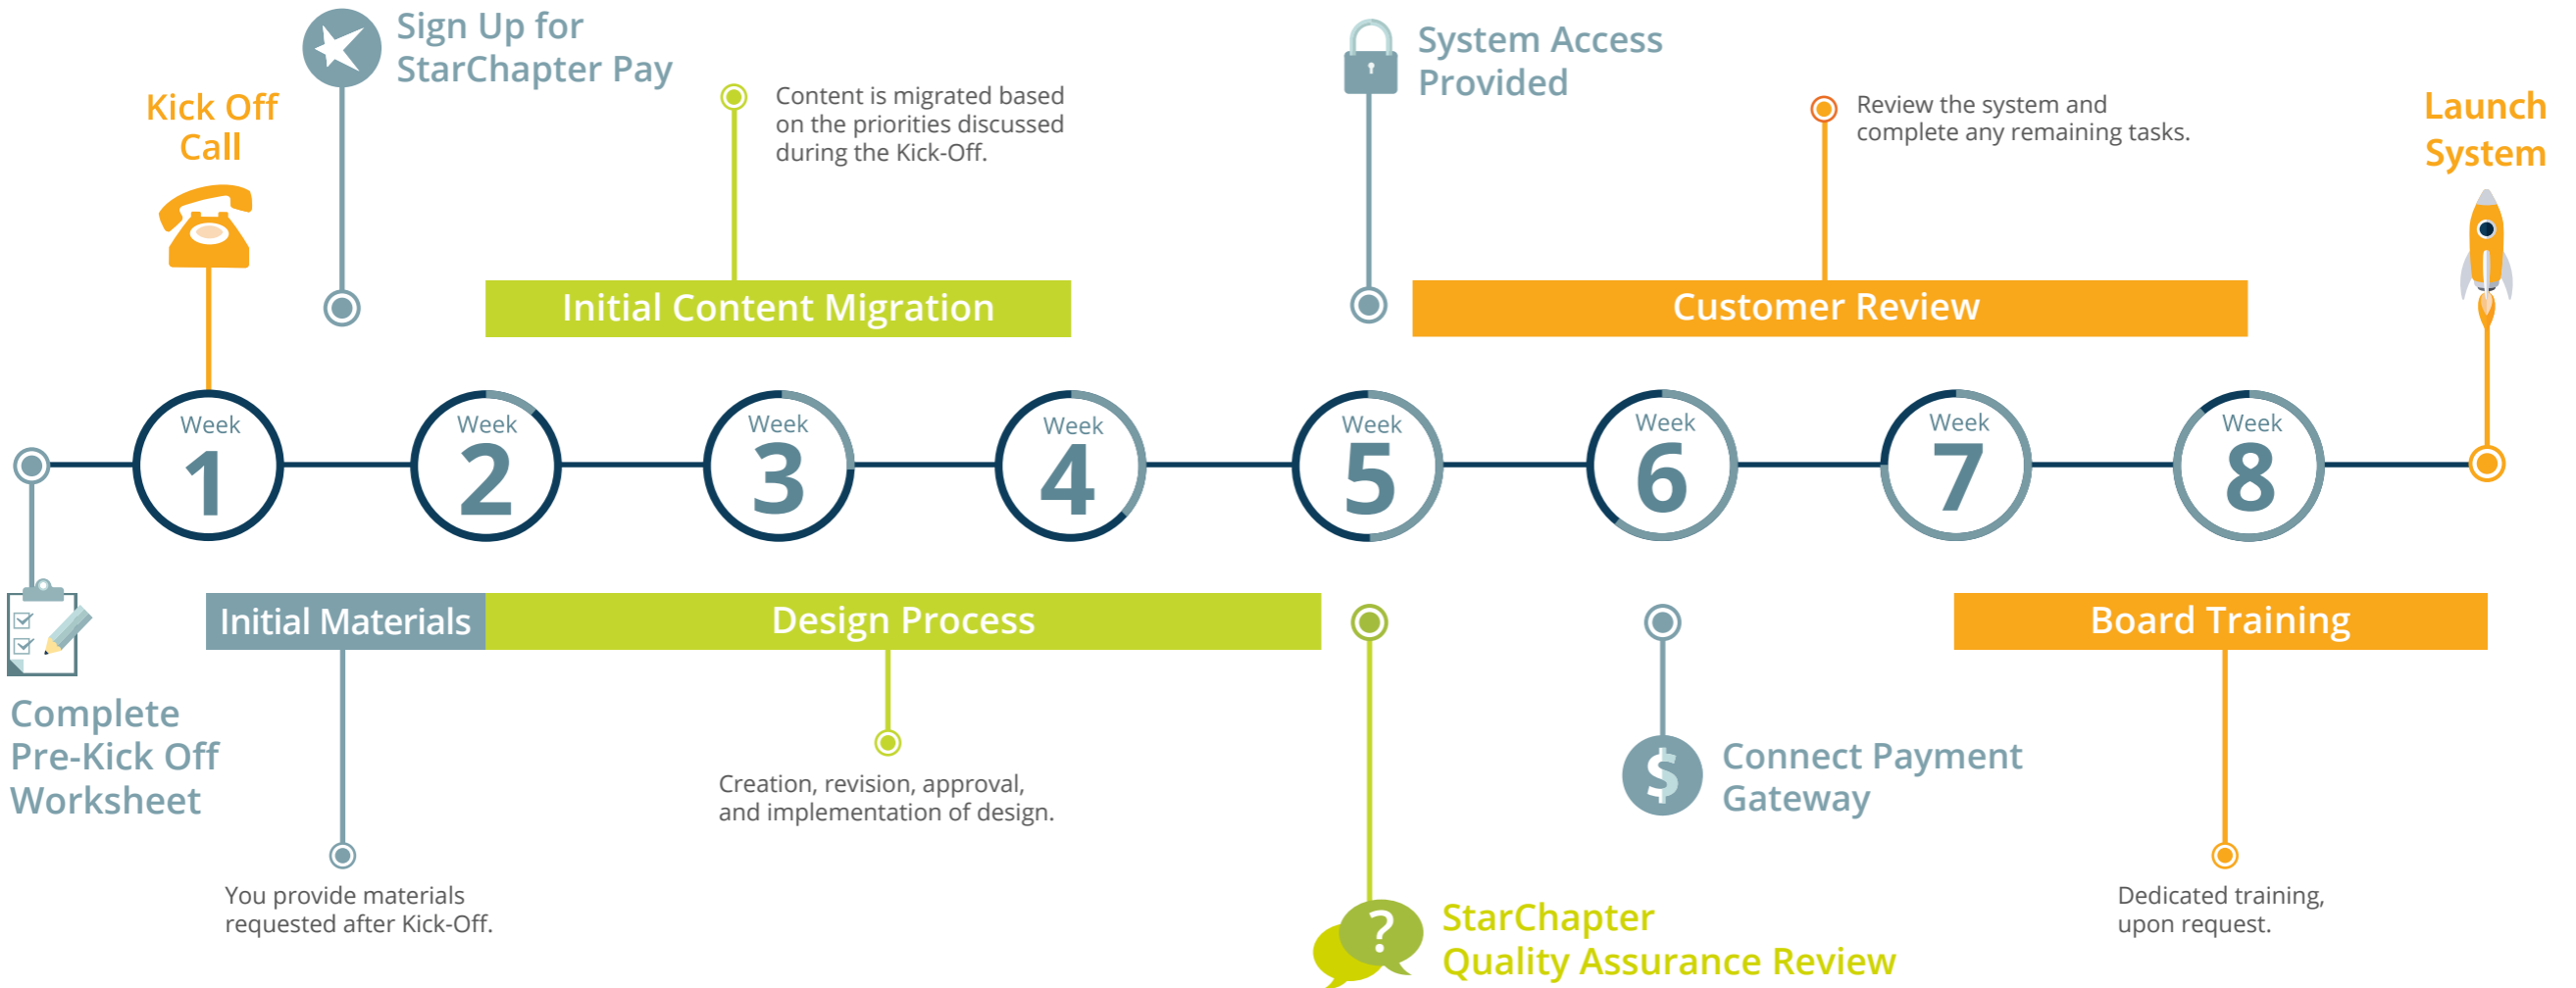 Sign Up for
StarChapter Pay
Kick Off
Call
Content is migrated based
on the priorities discussed
during the Kick-Off.
System Access
Provided
Review the system and
complete any remaining tasks.
Launch
System
Initial Content Migration
Customer Review
Week
1
Week
2
Week
3
Week
4
Week
5
Week
6
Week
7
Week
8
Initial Materials
Design Process
Board Training
Complete
Pre-Kick Off
Worksheet
You provide materials
requested after Kick-Off.
Creation, revision, approval,
and implementation of design.
?
StarChapter
Quality Assurance Review
$
Connect Payment
Gateway
Dedicated training,
upon request.